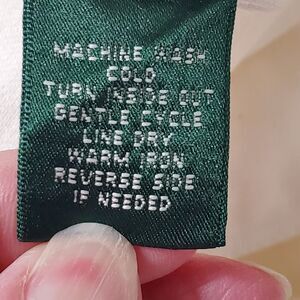 MACHINE WASH
COLD
TURN INSIDE OUT
GENTLE CYCLE
LINE DRY
WARM IRON
REVERSE SIDE
IF NEEDED